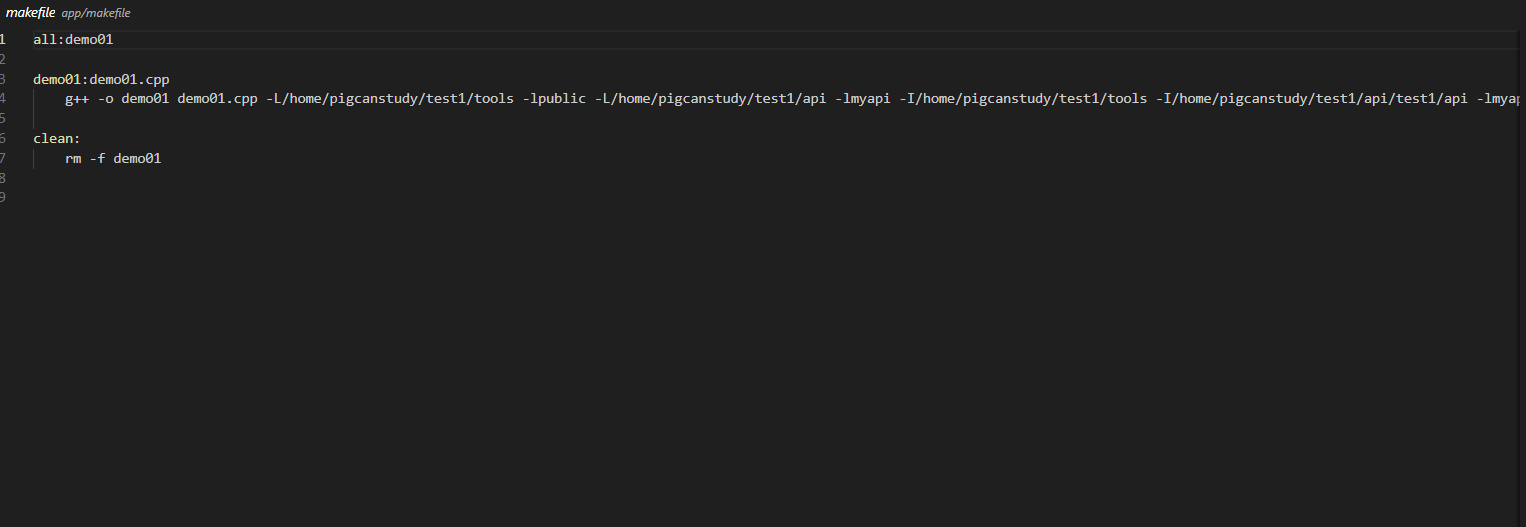 makefile app/makefile
1 all:demo01
2
3 demo01:demo01.cpp
4 g++ -o demo01 demo01.cpp -L/home/pigcanstudy/test1/tools -lpublic -L/home/pigcanstudy/test1/api -lmyapi -I/home/pigcanstudy/test1/tools -I/home/pigcanstudy/test1/api/test1/api -lmyap
5
6 clean:
7 rm -f demo01
8
9